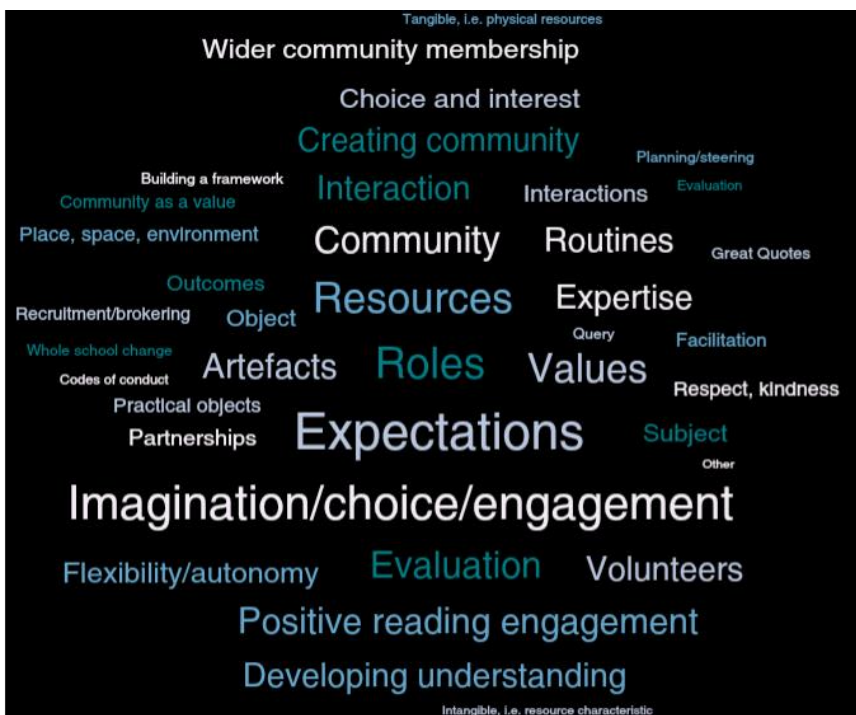 Tangible, i.e. physical resources
Wider community membership
Choice and interest
Creating community
Planning/steering
Building a framework
Interaction
Interactions
Evaluation
Community as a value
Place, space, environment
Community
Routines
Great Quotes
Outcomes
Resources
Expertise
Recruitment/brokering
Object
Query
Facilitation
Whole school change
Artefacts
Roles
Values
Codes of conduct
Respect, kindness
Practical objects
Partnerships
Expectations
Subject
Other
Imagination/choice/engagement
Flexibility/autonomy
Evaluation
Volunteers
Positive reading engagement
Developing understanding
Intangible, i.e. resource characteristic